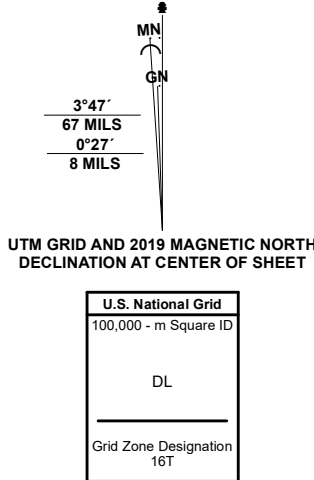 MN
GN
3°47´
67 MILS
0°27´
8 MILS
UTM GRID AND 2019 MAGNETIC NORTH
DECLINATION AT CENTER OF SHEET
U.S. National Grid
100,000 - m Square ID
DL
Grid Zone Designation
16T